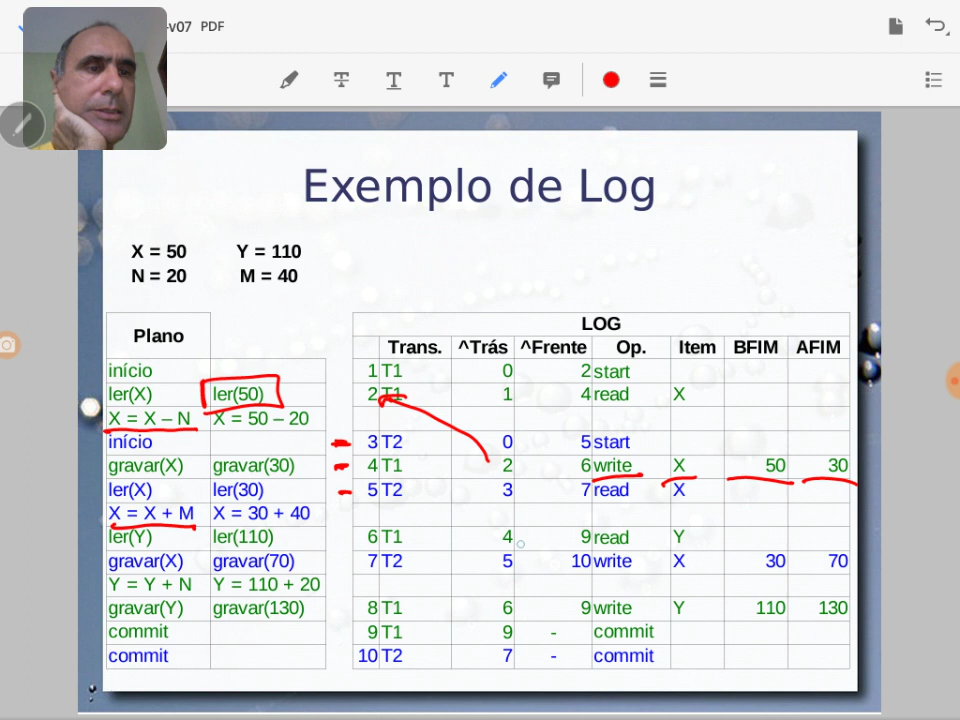 -v07 PDF
Exemplo de Log
X = 50 Y = 110
N = 20 M = 40
Plano
início
ler(X) ler(50)
X = X – N X = 50 – 20
início
gravar(X) gravar(30)
ler(X) ler(30)
X = X + M X = 30 + 40
ler(Y) ler(110)
gravar(X) gravar(70)
Y = Y + N Y = 110 + 20
gravar(Y) gravar(130)
commit
commit
LOG
Trans. ^Trás ^Frente Op. Item BFIM AFIM
1 T1 0 2 start
2 T1 1 4 read X
3 T2 0 5 start
4 T1 2 6 write X 50 30
5 T2 3 7 read X
6 T1 4 9 read Y
7 T2 5 10 write X 30 70
8 T1 6 9 write Y 110 130
9 T1 9 - commit
10 T2 7 - commit